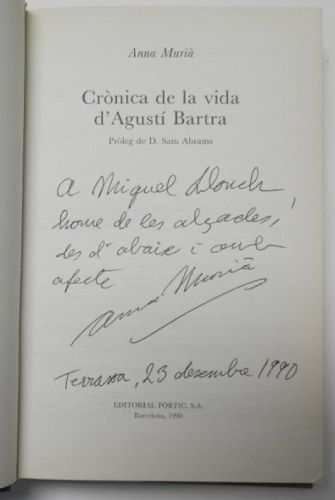 Anna Murià
Crònica de la vida
d'Agustí Bartra
Pròleg de D. Sam Abrams
A Miquel Llonch
home de les alçades,
des d'abaix i amb
afecte
Anna Murià
Terrassa, 23 desembre 1990
EDITORIAL PÒRTIC, S.A.
Barcelona, 1990